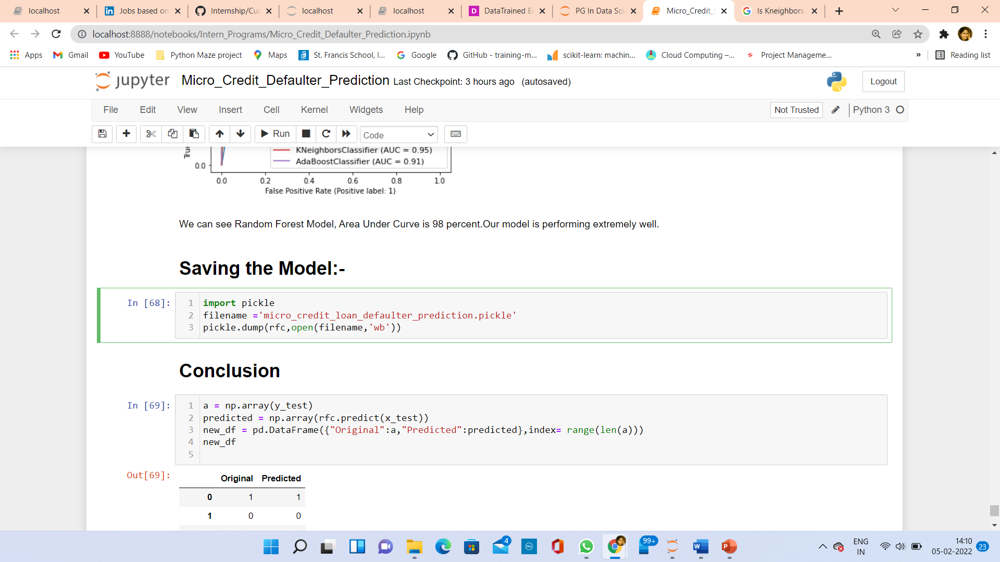 localhost
Jobs based on
Internship/Cus
localhost
localhost
DataTrained Ec
PG In Data Sci
Micro_Credit_
Is Kneighbors
localhost:8888/notebooks/Intern_Programs/Micro_Credit_Defaulter_Prediction.ipynb
Apps
Gmail
YouTube
Python Maze project
Maps
St. Francis School, I...
Google
GitHub - training-m...
scikit-learn: machin...
Cloud Computing –...
Project Manageme...
»
Reading list
jupyter Micro_Credit_Defaulter_Prediction Last Checkpoint: 3 hours ago (autosaved)
Logout
File Edit View Insert Cell Kernel Widgets Help
Not Trusted
Python 3
Run
Code
True
KNeighborsClassifier (AUC = 0.95)
AdaBoostClassifier (AUC = 0.91)
0.0
0.0 0.2 0.4 0.6 0.8 1.0
False Positive Rate (Positive label: 1)
We can see Random Forest Model, Area Under Curve is 98 percent.Our model is performing extremely well.
Saving the Model:-
In [68]:
1 import pickle
2 filename ='micro_credit_loan_defaulter_prediction.pickle'
3 pickle.dump(rfc,open(filename,'wb'))
Conclusion
In [69]:
1 a = np.array(y_test)
2 predicted = np.array(rfc.predict(x_test))
3 new_df = pd.DataFrame({"Original":a,"Predicted":predicted},index= range(len(a)))
4 new_df
5
Out[69]:
Original Predicted
0 1 1
1 0 0
4
DELL
99+
W
P
ENG
IN
14:10
05-02-2022
23